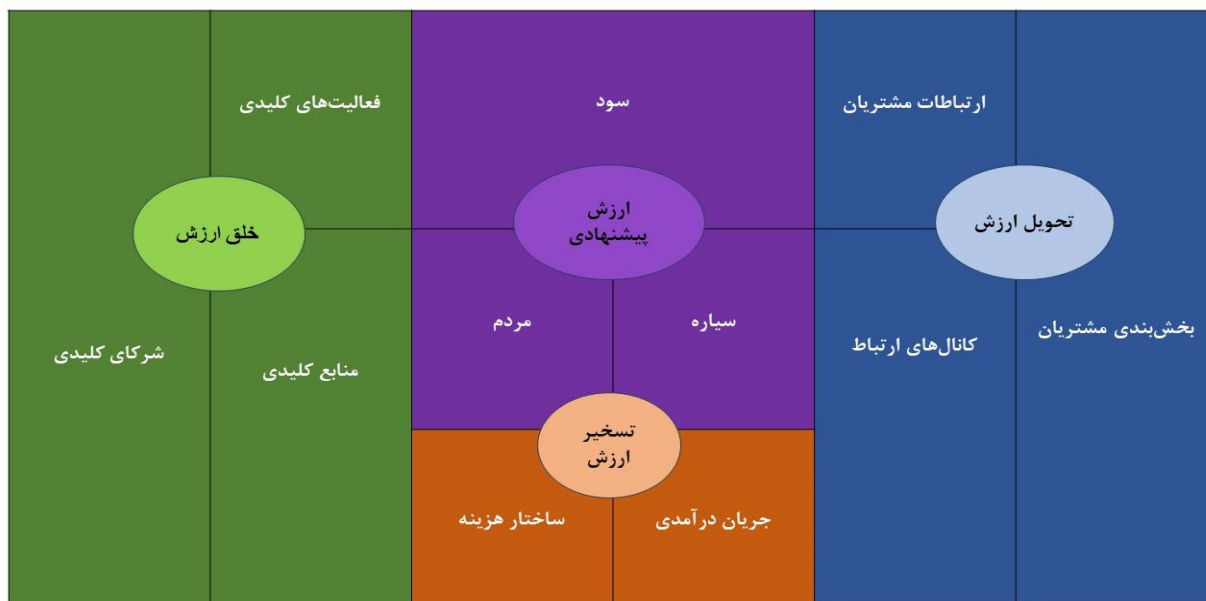 ارتباطات مشتریان
سود
فعالیت‌های کلیدی
تحویل ارزش
ارزش
پیشنهادی
خلق ارزش
بخش‌بندی مشتریان
کانال‌های ارتباط
سیاره
مردم
منابع کلیدی
شرکای کلیدی
تسخیر
ارزش
جریان درآمدی
ساختار هزینه